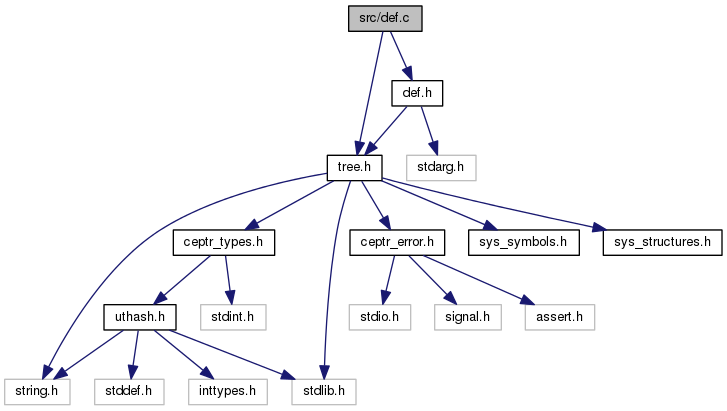 src/def.c
def.h
tree.h
stdarg.h
ceptr_types.h
ceptr_error.h
sys_symbols.h
sys_structures.h
uthash.h
stdint.h
stdio.h
signal.h
assert.h
string.h
stddef.h
inttypes.h
stdlib.h